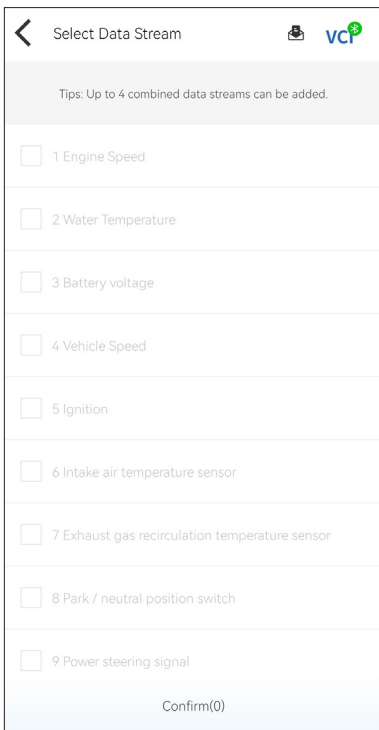 Select Data Stream
VCI
Tips: Up to 4 combined data streams can be added.
1 Engine Speed
2 Water Temperature
3 Battery voltage
4 Vehicle Speed
5 Ignition
6 Intake air temperature sensor
7 Exhaust gas recirculation temperature sensor
8 Park / neutral position switch
9 Power steering signal
Confirm(0)